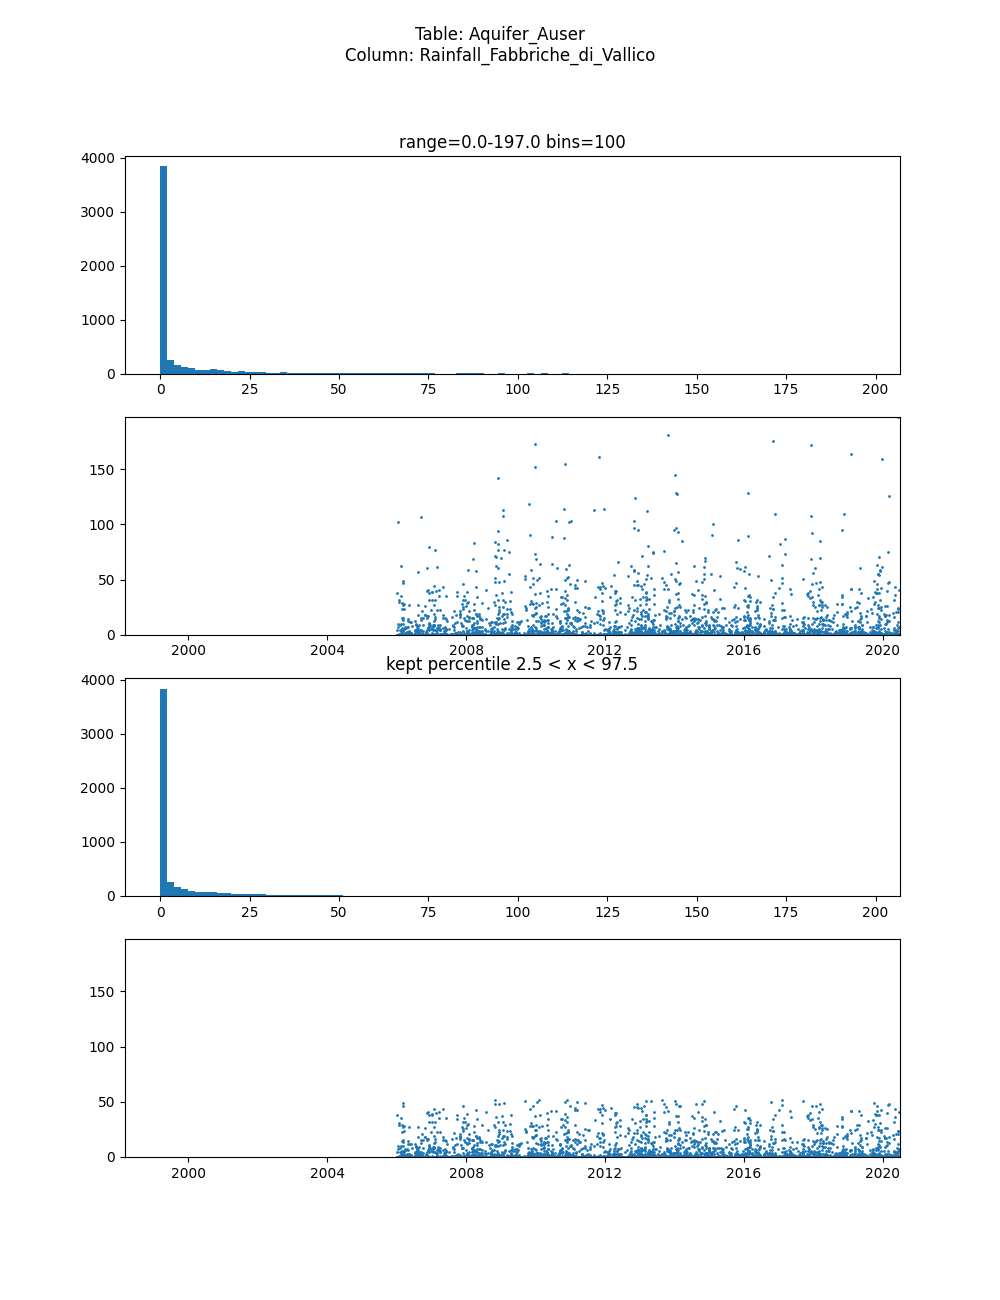 Table: Aquifer_Auser
Column: Rainfall_Fabbriche_di_Vallico
range=0.0-197.0 bins=100
4000
3000
2000
1000
0
0 25 50 75 100 125 150 175 200
150
100
50
0
2000 2004 2008 2012 2016 2020
kept percentile 2.5 < x < 97.5
4000
3000
2000
1000
0
0 25 50 75 100 125 150 175 200
150
100
50
0
2000 2004 2008 2012 2016 2020